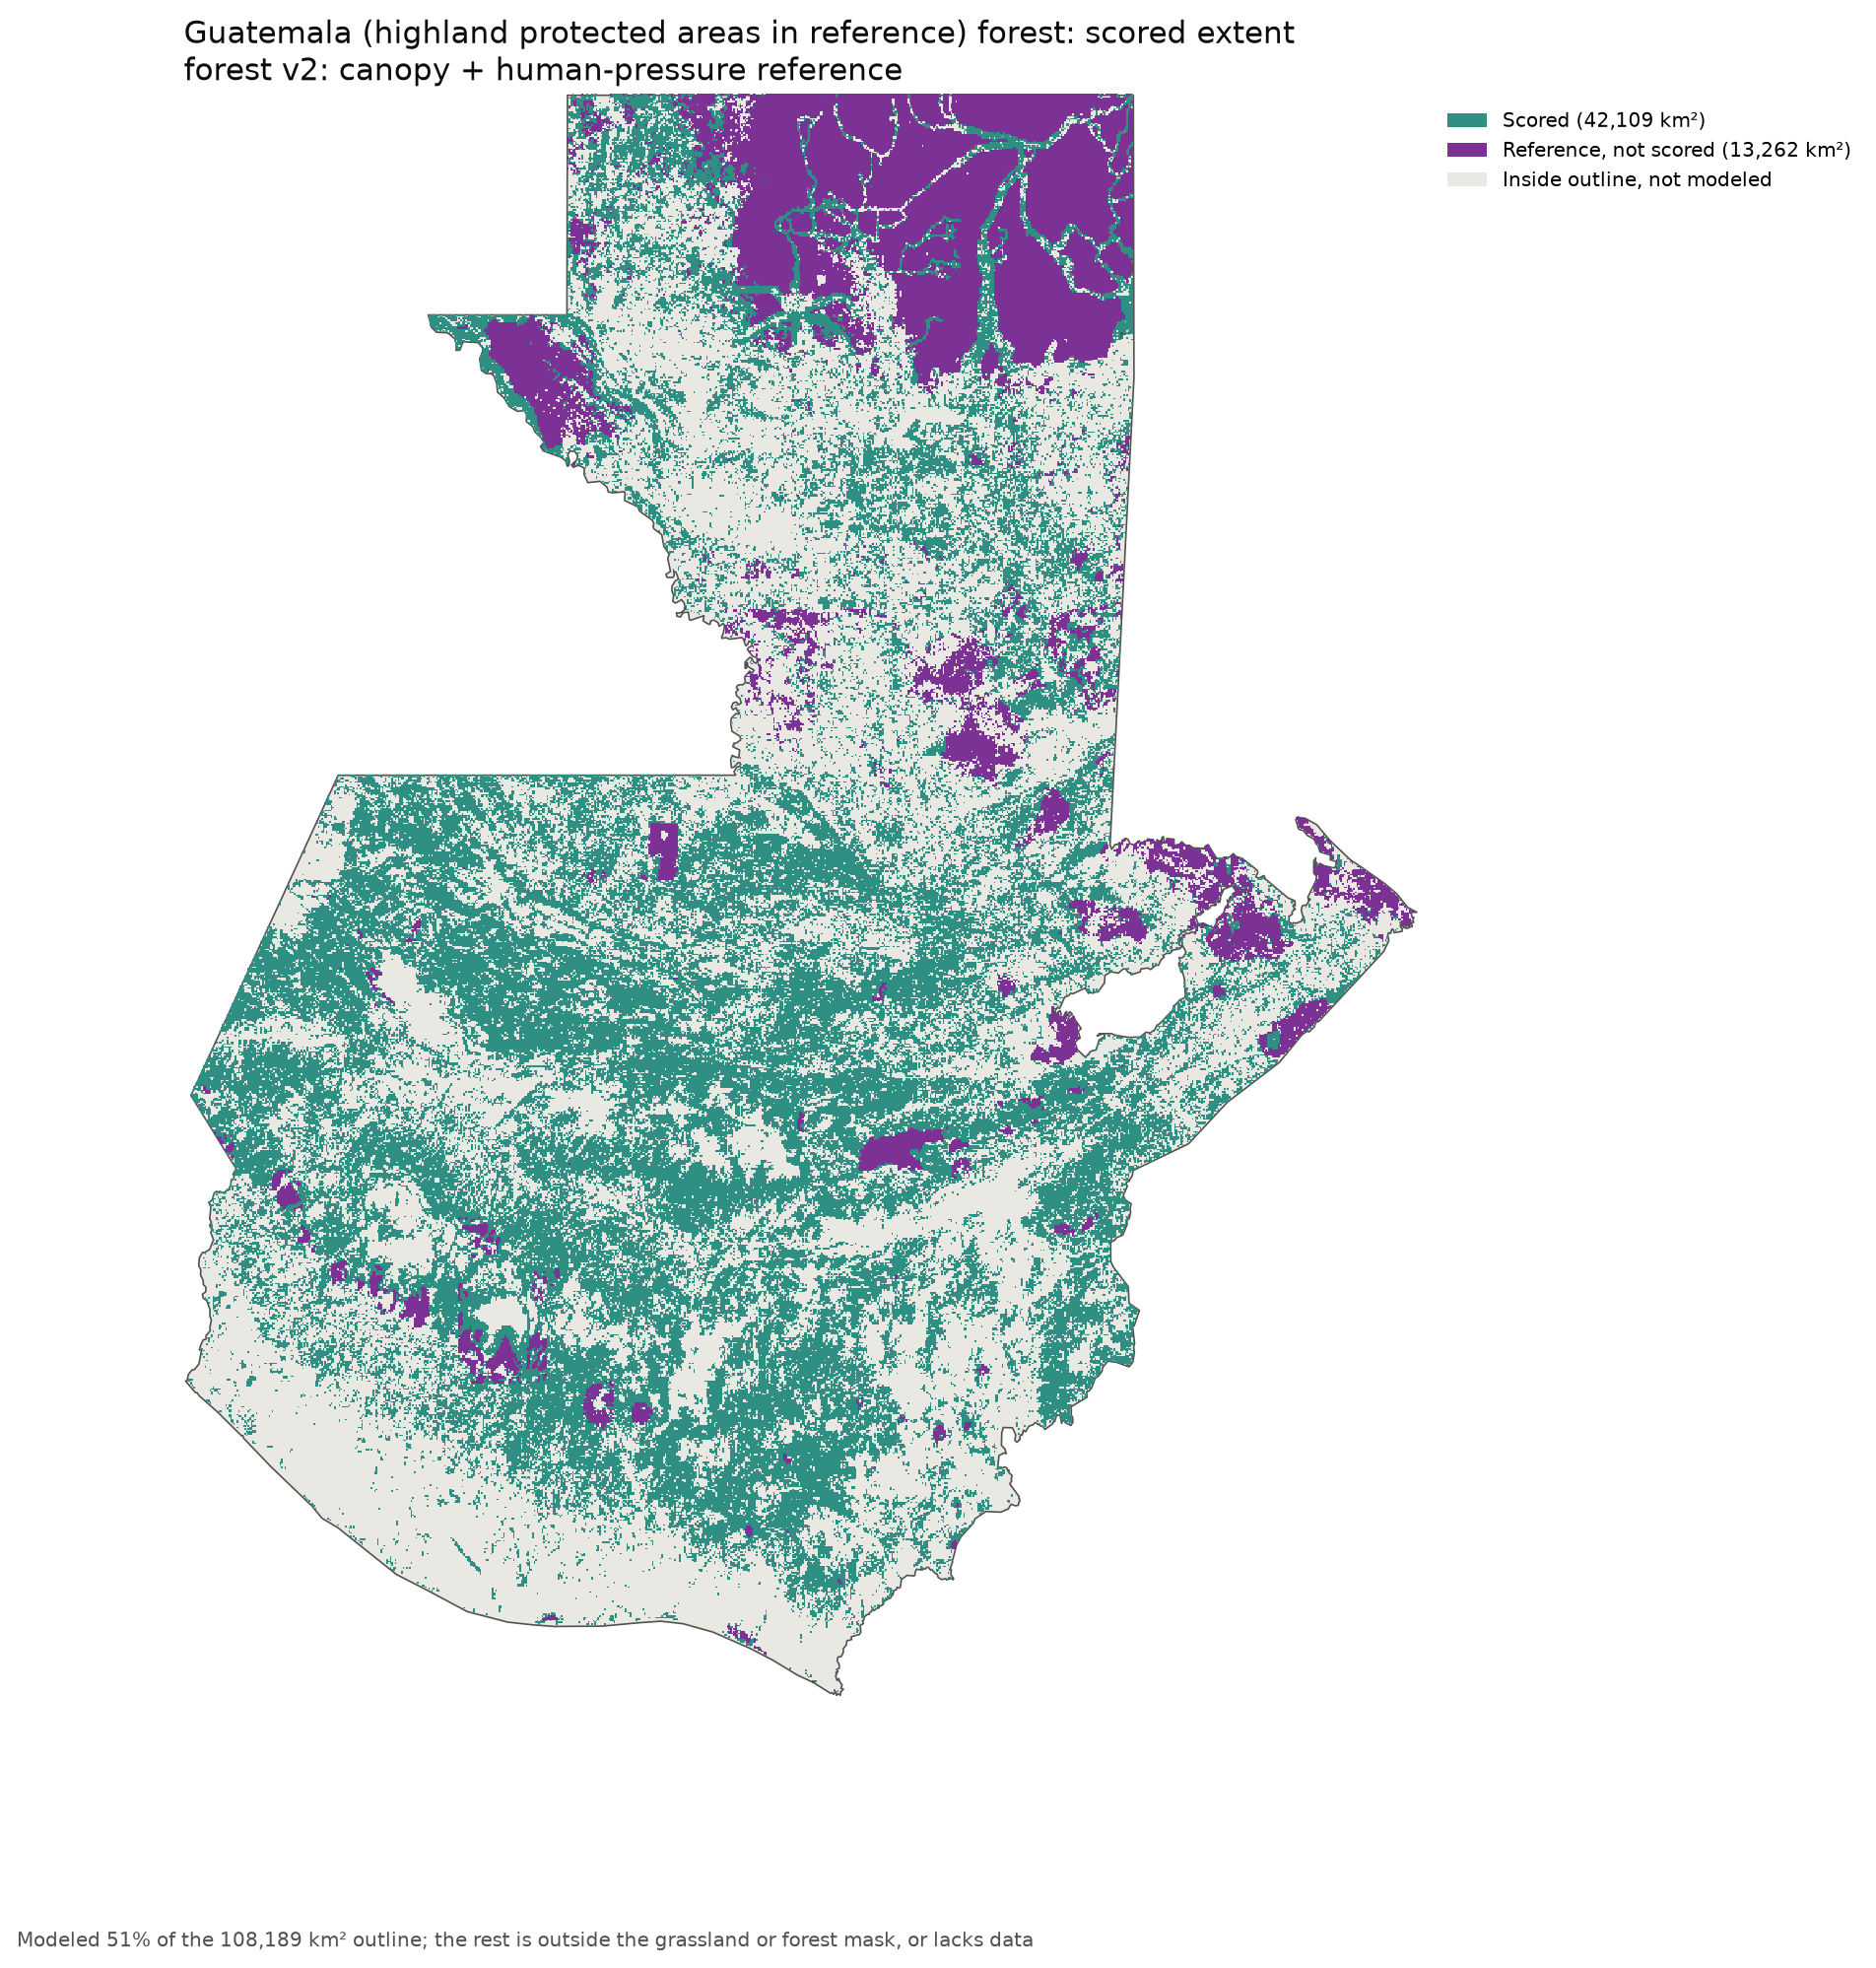 Guatemala (highland protected areas in reference) forest: scored extent
forest v2: canopy + human-pressure reference
Scored (42,109 km²)
Reference, not scored (13,262 km²)
Inside outline, not modeled
Modeled 51% of the 108,189 km² outline; the rest is outside the grassland or forest mask, or lacks data